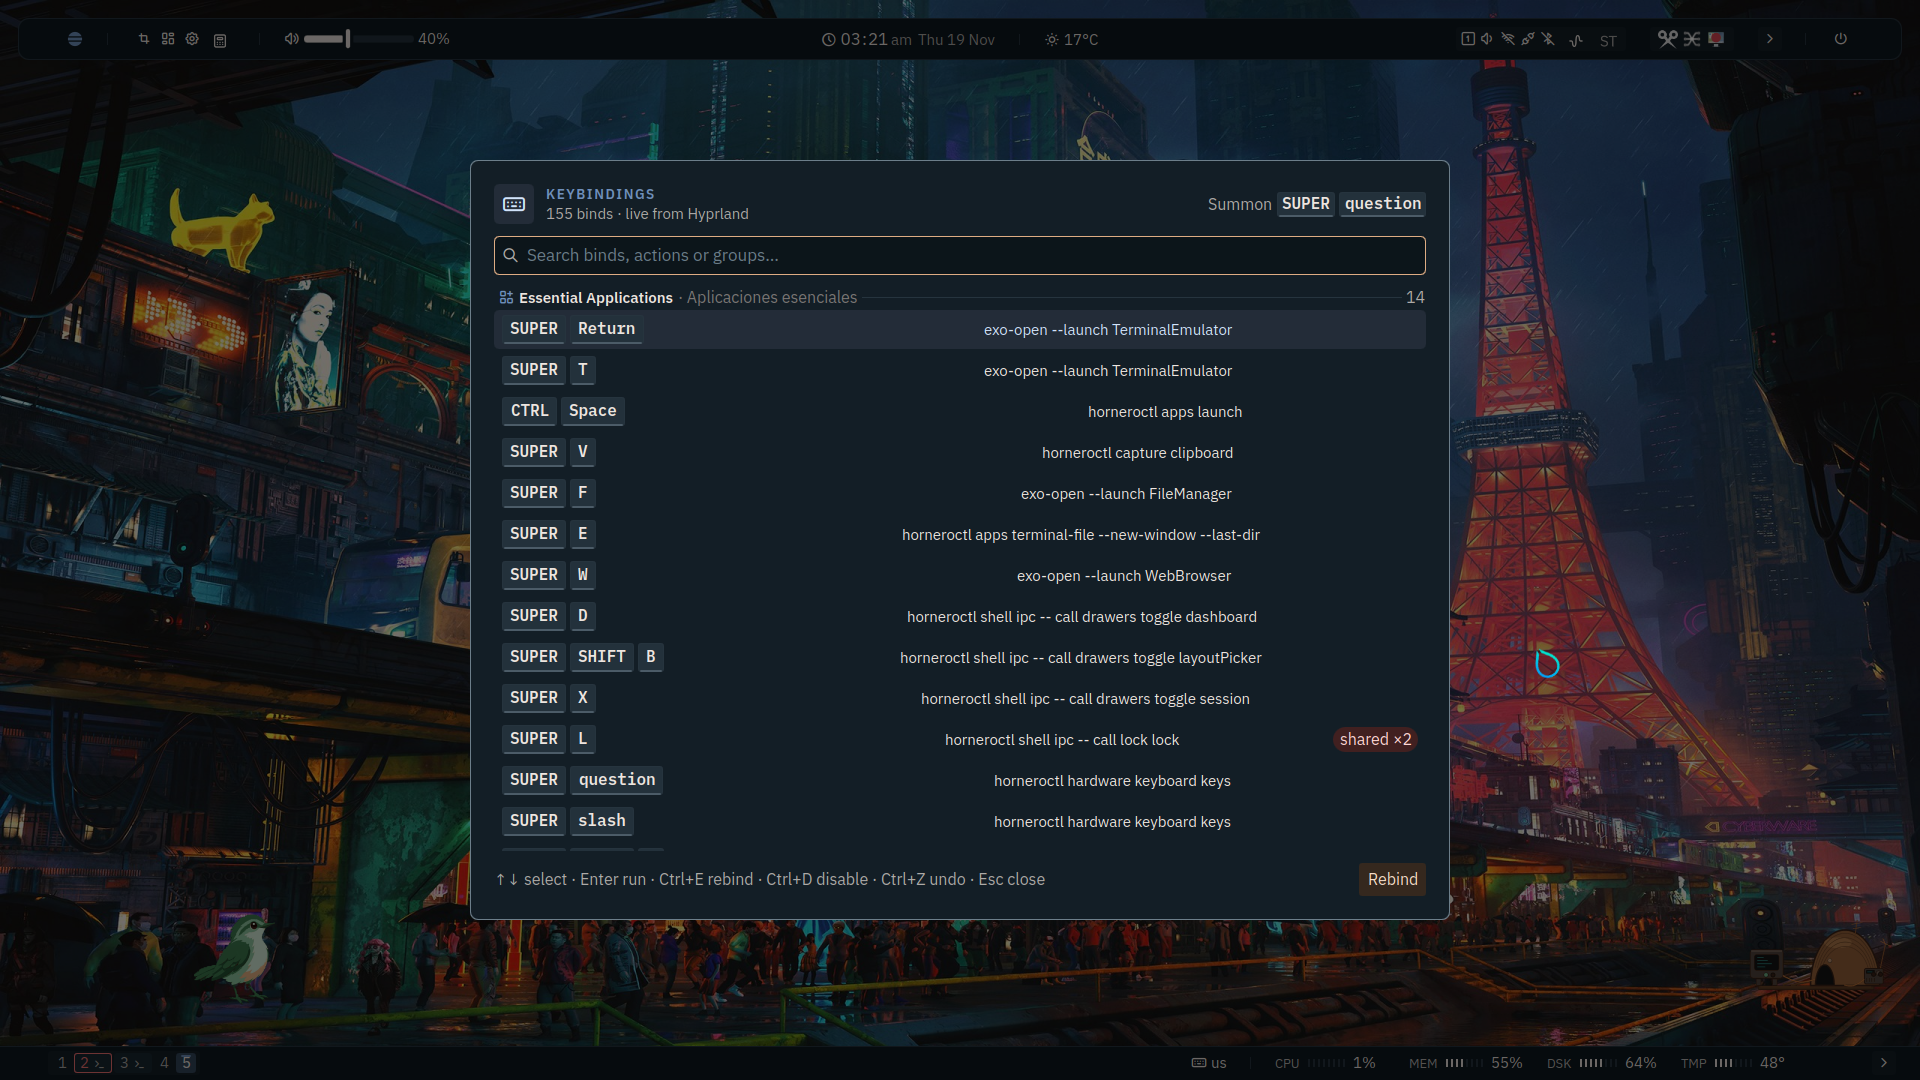 40%
03:21 am Thu 19 Nov
17°C
1
ST
KEYBINDINGS
155 binds · live from Hyprland
Summon SUPER question
Search binds, actions or groups...
Essential Applications · Aplicaciones esenciales 14
SUPER Return exo-open --launch TerminalEmulator
SUPER T exo-open --launch TerminalEmulator
CTRL Space horneroctl apps launch
SUPER V horneroctl capture clipboard
SUPER F exo-open --launch FileManager
SUPER E horneroctl apps terminal-file --new-window --last-dir
SUPER W exo-open --launch WebBrowser
SUPER D horneroctl shell ipc -- call drawers toggle dashboard
SUPER SHIFT B horneroctl shell ipc -- call drawers toggle layoutPicker
SUPER X horneroctl shell ipc -- call drawers toggle session
SUPER L horneroctl shell ipc -- call lock lock shared ×2
SUPER question horneroctl hardware keyboard keys
SUPER slash horneroctl hardware keyboard keys
CYBERWARE
↑↓ select · Enter run · Ctrl+E rebind · Ctrl+D disable · Ctrl+Z undo · Esc close
Rebind
1 2 3 4 5
us CPU 1% MEM 55% DSK 64% TMP 48°